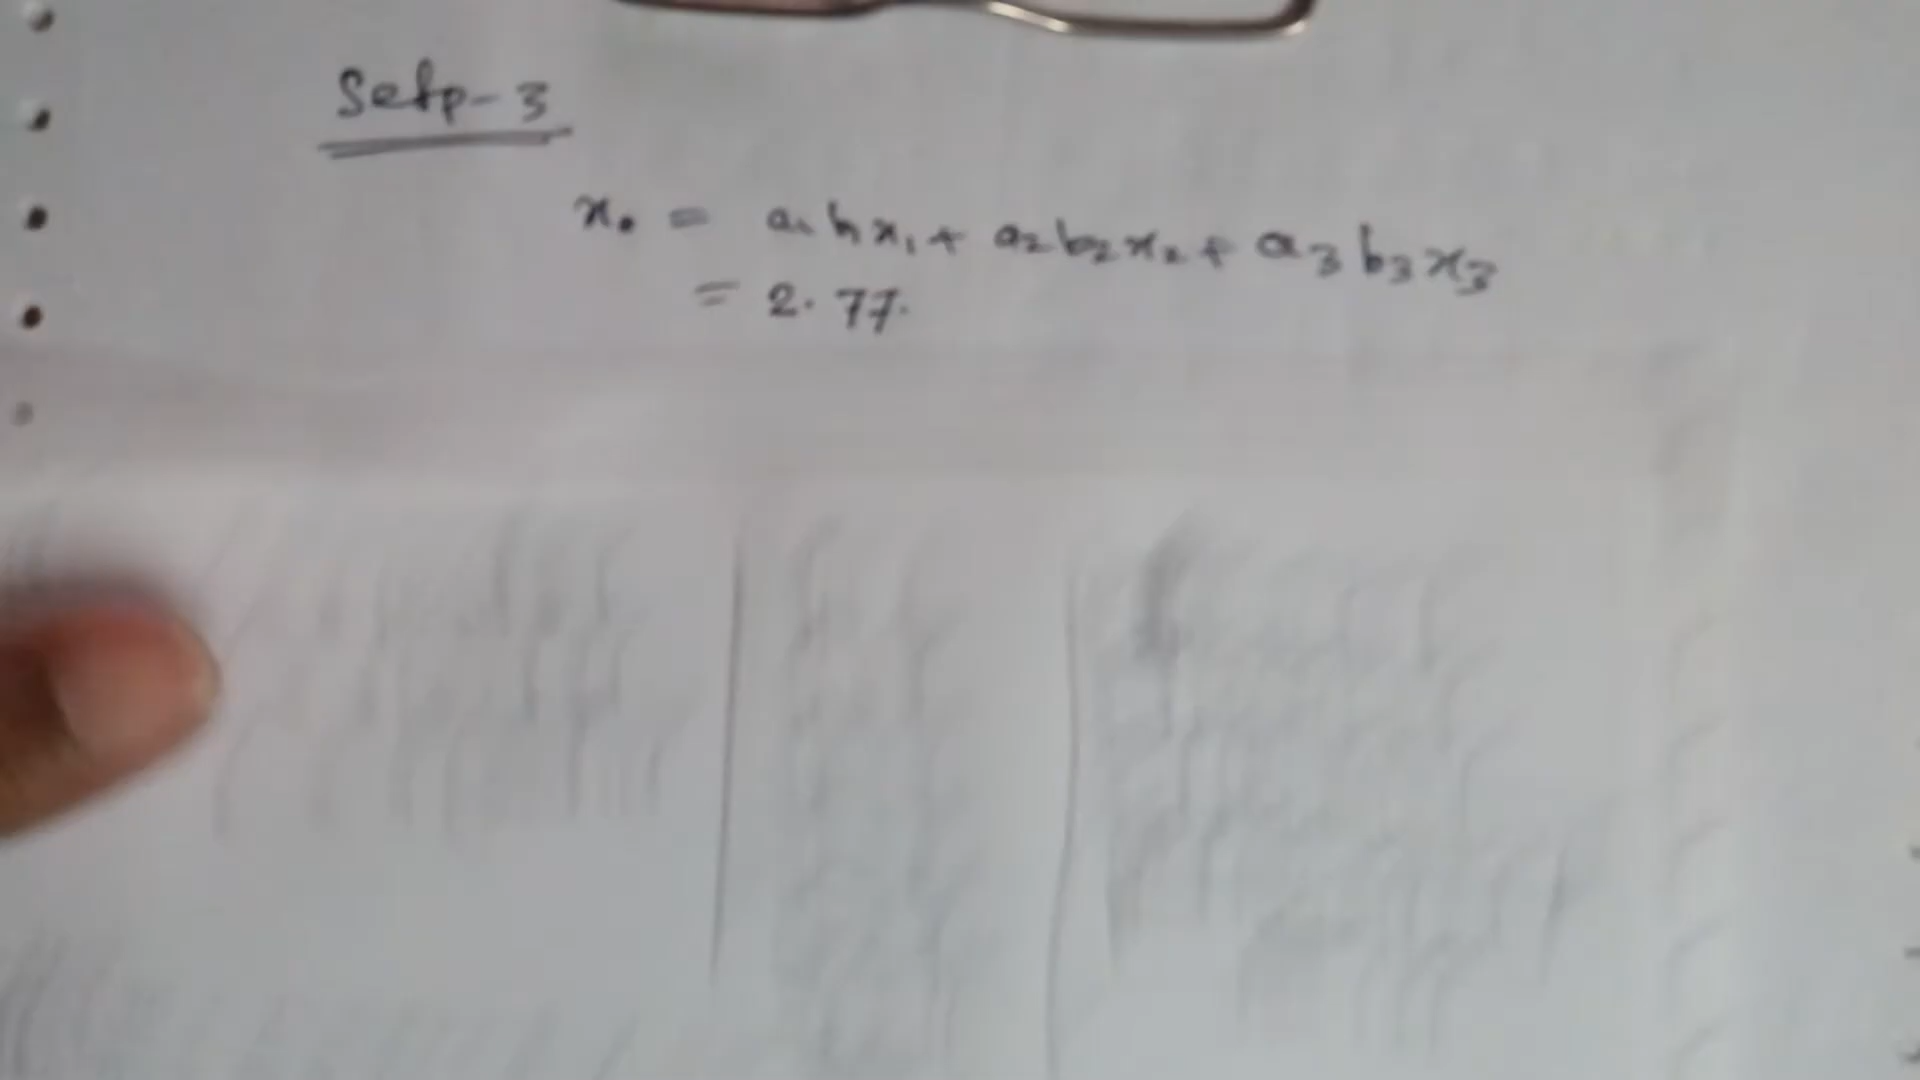 Setp-3
x₀ = a₁b₁x₁ + a₂b₂x₂ + a₃b₃x₃
= 2.77.